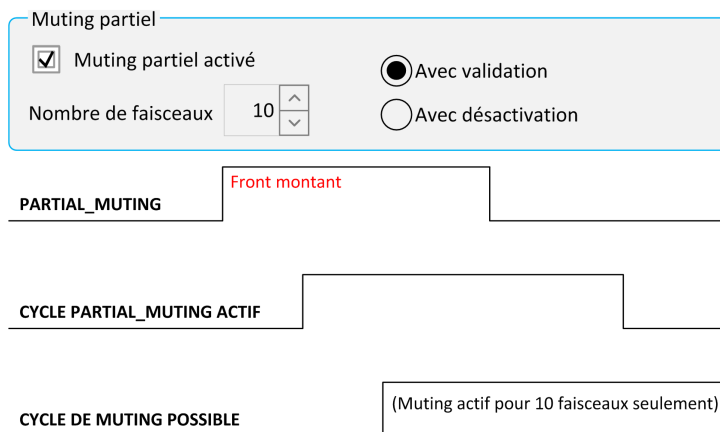 Muting partiel
Muting partiel activé
Avec validation
Nombre de faisceaux 10
Avec désactivation
Front montant
PARTIAL_MUTING
CYCLE PARTIAL_MUTING ACTIF
(Muting actif pour 10 faisceaux seulement)
CYCLE DE MUTING POSSIBLE